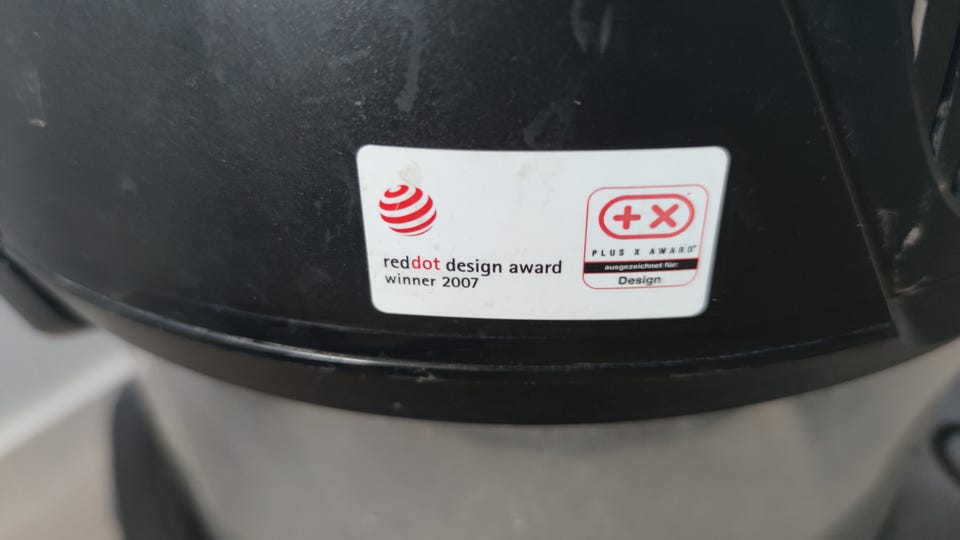 reddot design award
winner 2007
+X
PLUS X AWARD
ausgezeichnet für:
Design